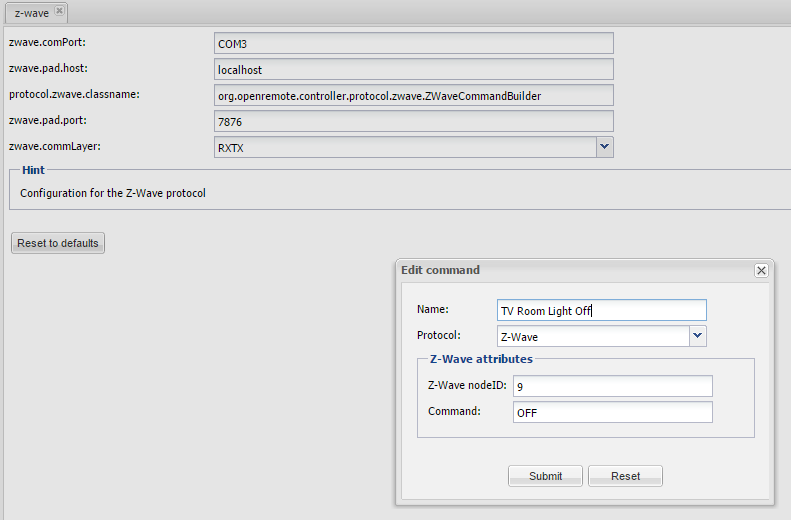 z-wave
zwave.comPort: COM3
zwave.pad.host: localhost
protocol.zwave.classname: org.openremote.controller.protocol.zwave.ZWaveCommandBuilder
zwave.pad.port: 7876
zwave.commLayer: RXTX
Hint
Configuration for the Z-Wave protocol
Reset to defaults
Edit command
Name: TV Room Light Off
Protocol: Z-Wave
Z-Wave attributes
Z-Wave nodeID: 9
Command: OFF
Submit Reset